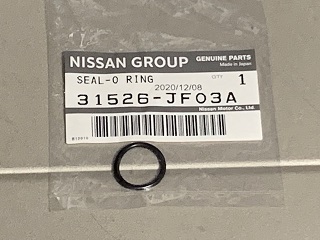 NISSAN GROUP GENUINE PARTS
Made in Japan
SEAL-O RING QTY 1
2020/12/08
31526-JF03A
Nissan Motor Co., Ltd.